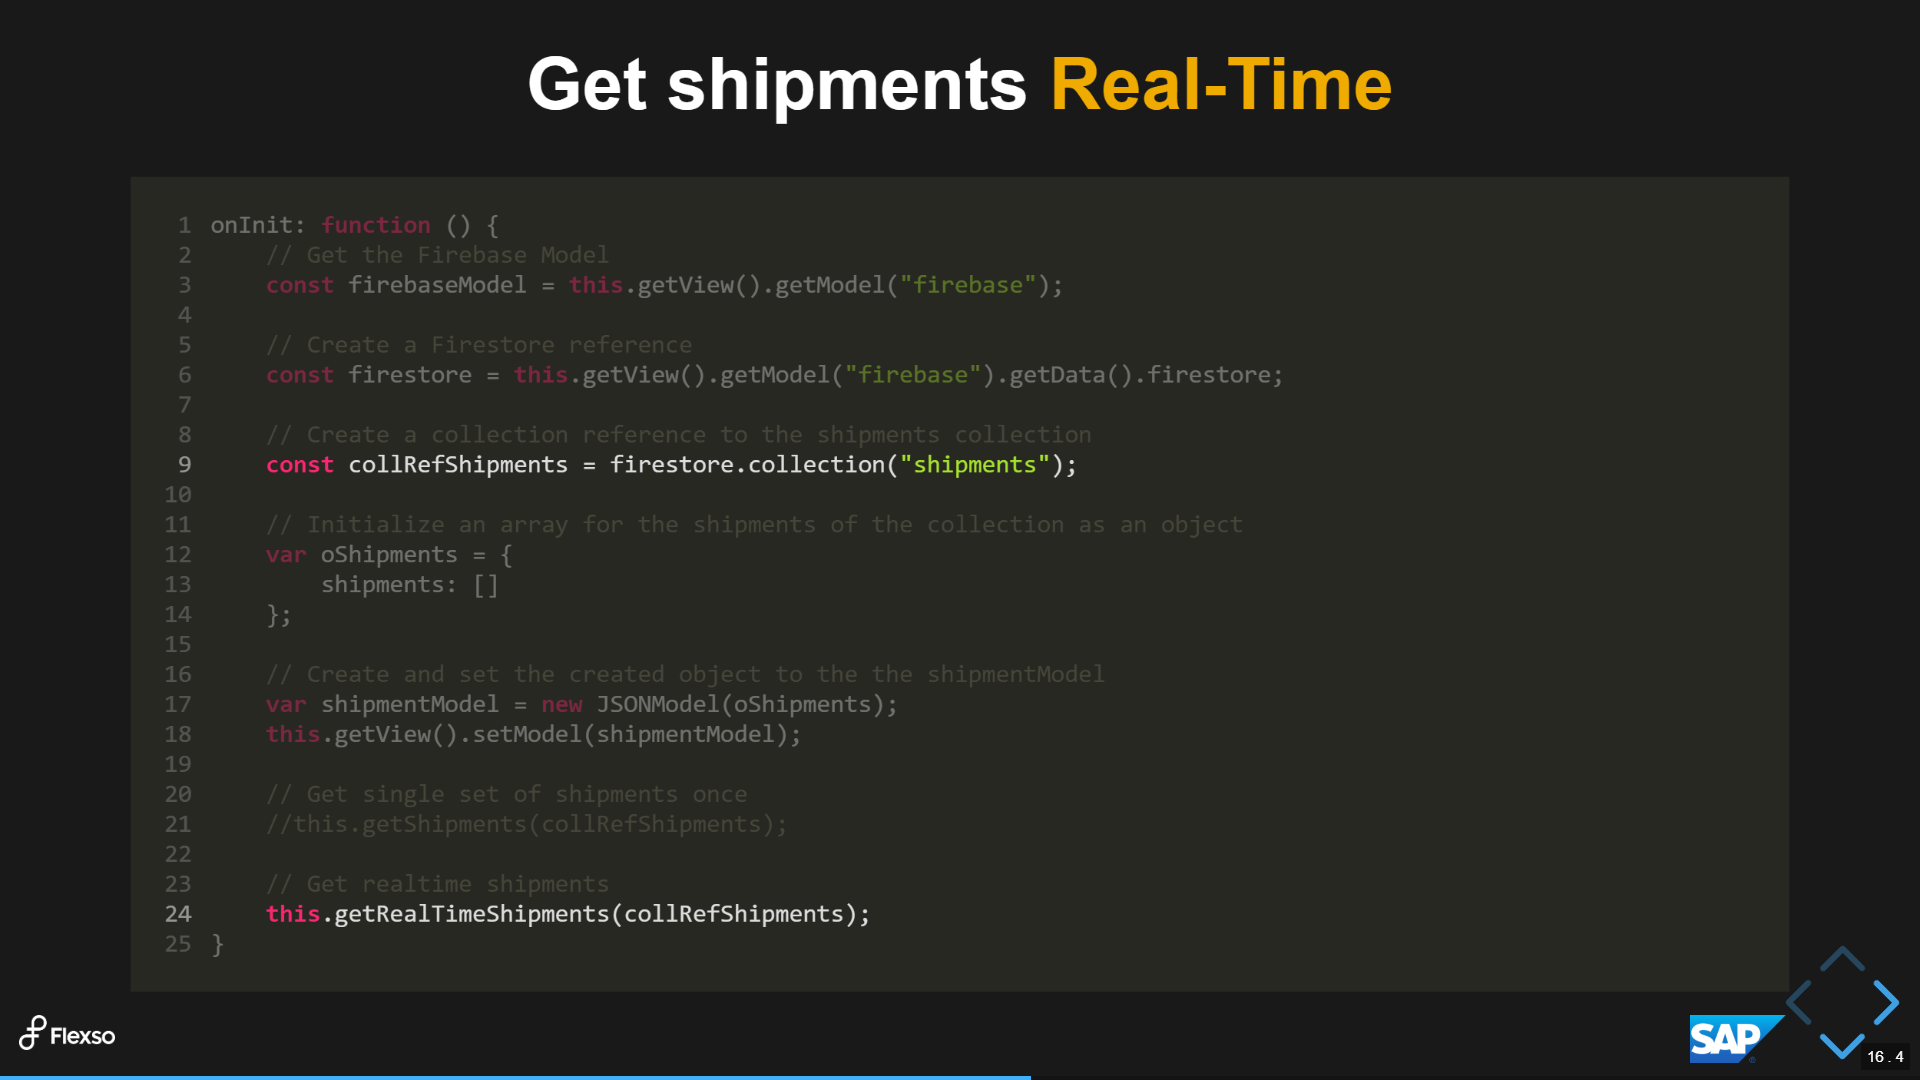 Get shipments Real-Time
1 onInit: function () {
2     // Get the Firebase Model
3     const firebaseModel = this.getView().getModel("firebase");
4
5     // Create a Firestore reference
6     const firestore = this.getView().getModel("firebase").getData().firestore;
7
8     // Create a collection reference to the shipments collection
9     const collRefShipments = firestore.collection("shipments");
10
11     // Initialize an array for the shipments of the collection as an object
12     var oShipments = {
13         shipments: []
14     };
15
16     // Create and set the created object to the the shipmentModel
17     var shipmentModel = new JSONModel(oShipments);
18     this.getView().setModel(shipmentModel);
19
20     // Get single set of shipments once
21     //this.getShipments(collRefShipments);
22
23     // Get realtime shipments
24     this.getRealTimeShipments(collRefShipments);
25 }
Flexso
SAP
16.4